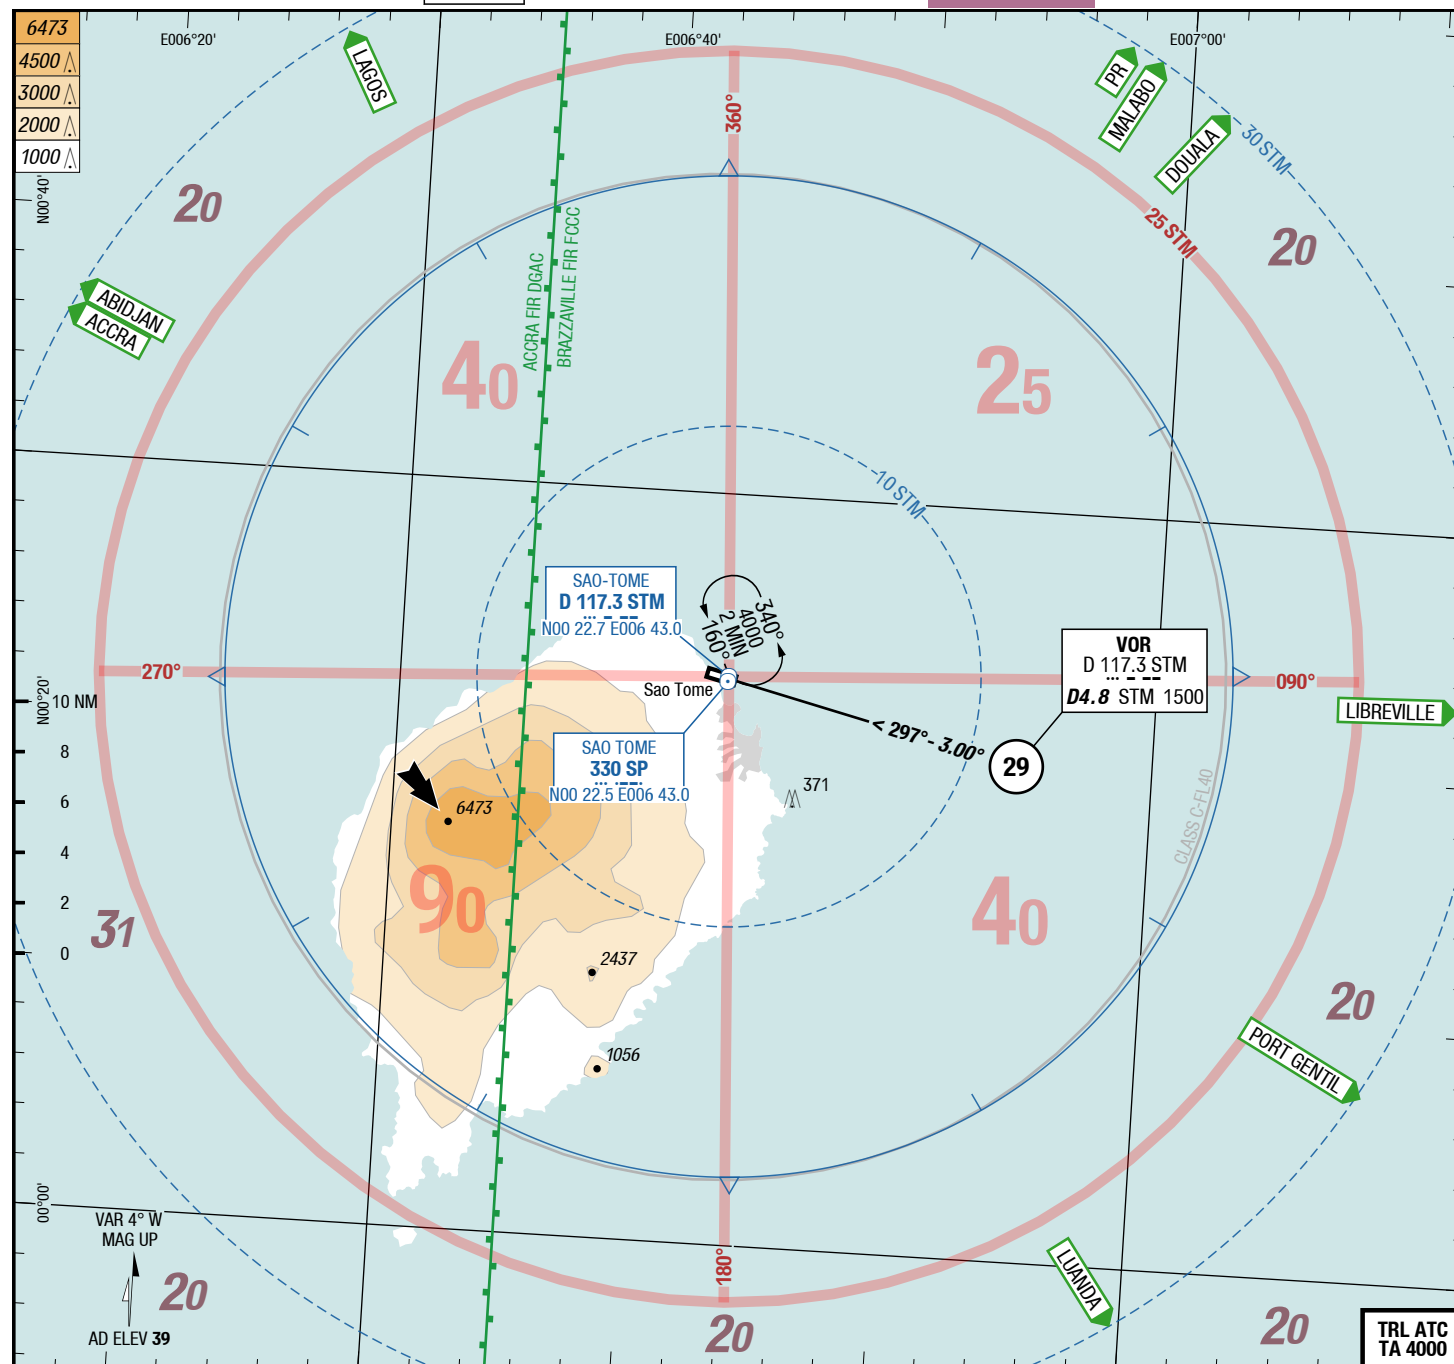 6473
4500
3000
2000
1000
E006°20'
E006°40'
E007°00'
LAGOS
PR
MALABO
DOUALA
30 STM
360°
25 STM
N00°40'
20
20
ABIDJAN
ACCRA
ACCRA FIR DGAC
BRAZZAVILLE FIR FCCC
40
25
10 STM
SAO-TOME
D 117.3 STM
N00 22.7 E006 43.0
340°
4000
2 MIN
160°
VOR
D 117.3 STM
D4.8 STM 1500
270°
090°
Sao Tome
N00°20'
10 NM
8
6
4
2
0
LIBREVILLE
< 297° - 3.00°
29
SAO TOME
330 SP
N00 22.5 E006 43.0
371
6473
CLASS C-FL40
90
40
31
2437
20
1056
PORT GENTIL
00°00'
VAR 4° W
MAG UP
180°
LUANDA
20
AD ELEV 39
20
20
TRL ATC
TA 4000